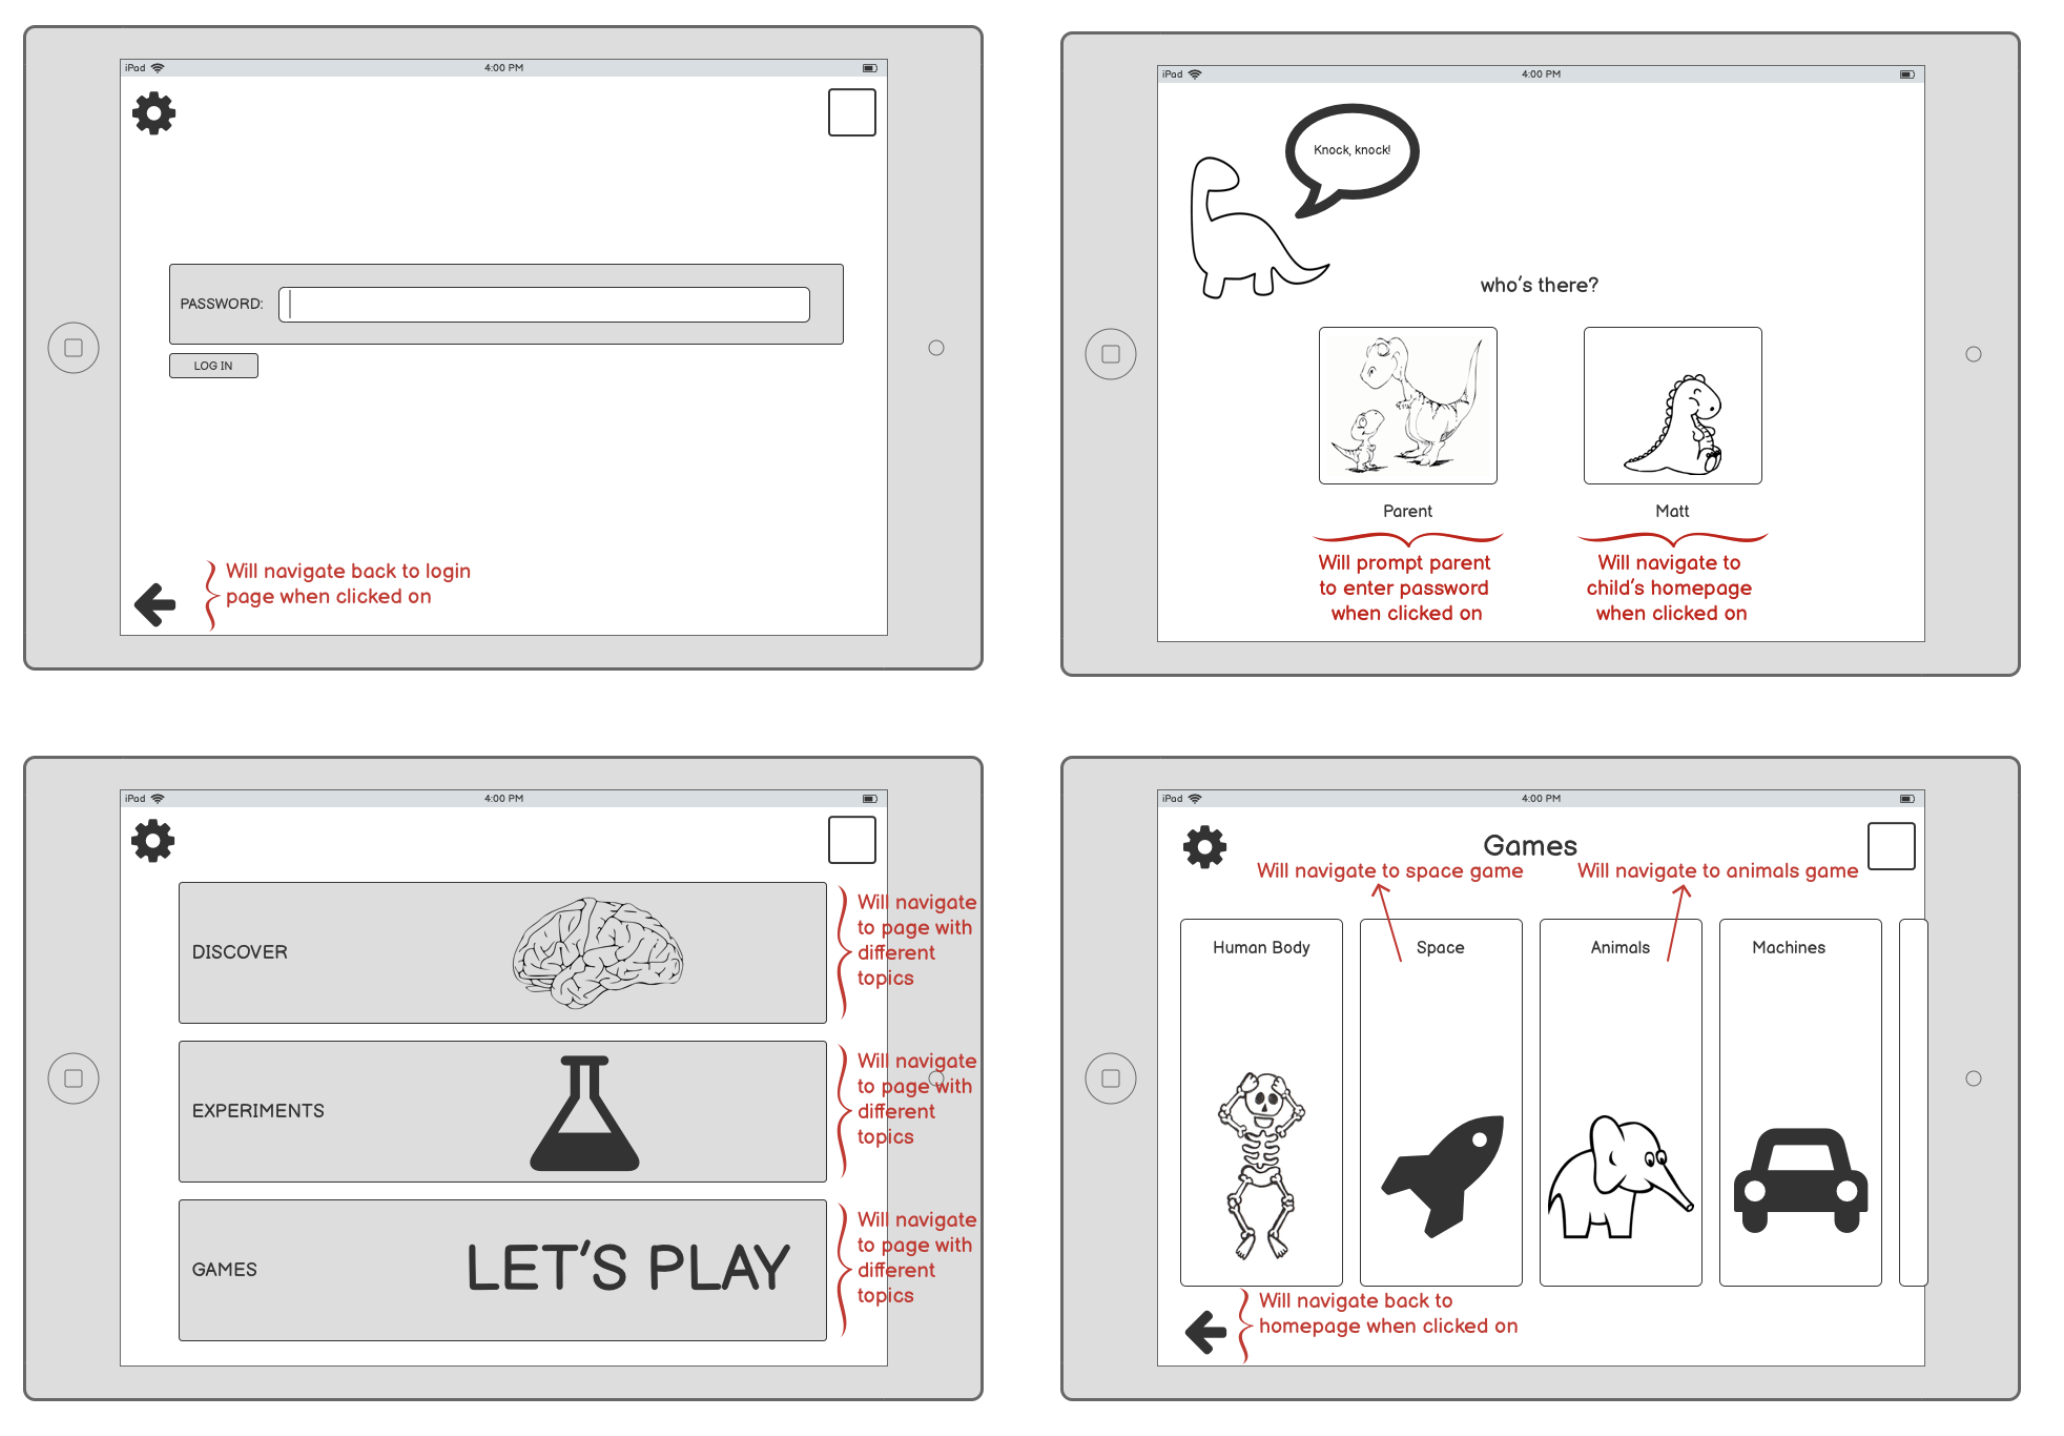 iPad
4:00 PM
PASSWORD:
LOG IN
Will navigate back to login
page when clicked on
iPad
4:00 PM
Knock, knock!
who's there?
Parent
Matt
Will prompt parent
to enter password
when clicked on
Will navigate to
child's homepage
when clicked on
iPad
4:00 PM
DISCOVER
Will navigate
to page with
different
topics
EXPERIMENTS
Will navigate
to page with
different
topics
GAMES
LET'S PLAY
Will navigate
to page with
different
topics
iPad
4:00 PM
Games
Will navigate to space game
Will navigate to animals game
Human Body
Space
Animals
Machines
Will navigate back to
homepage when clicked on